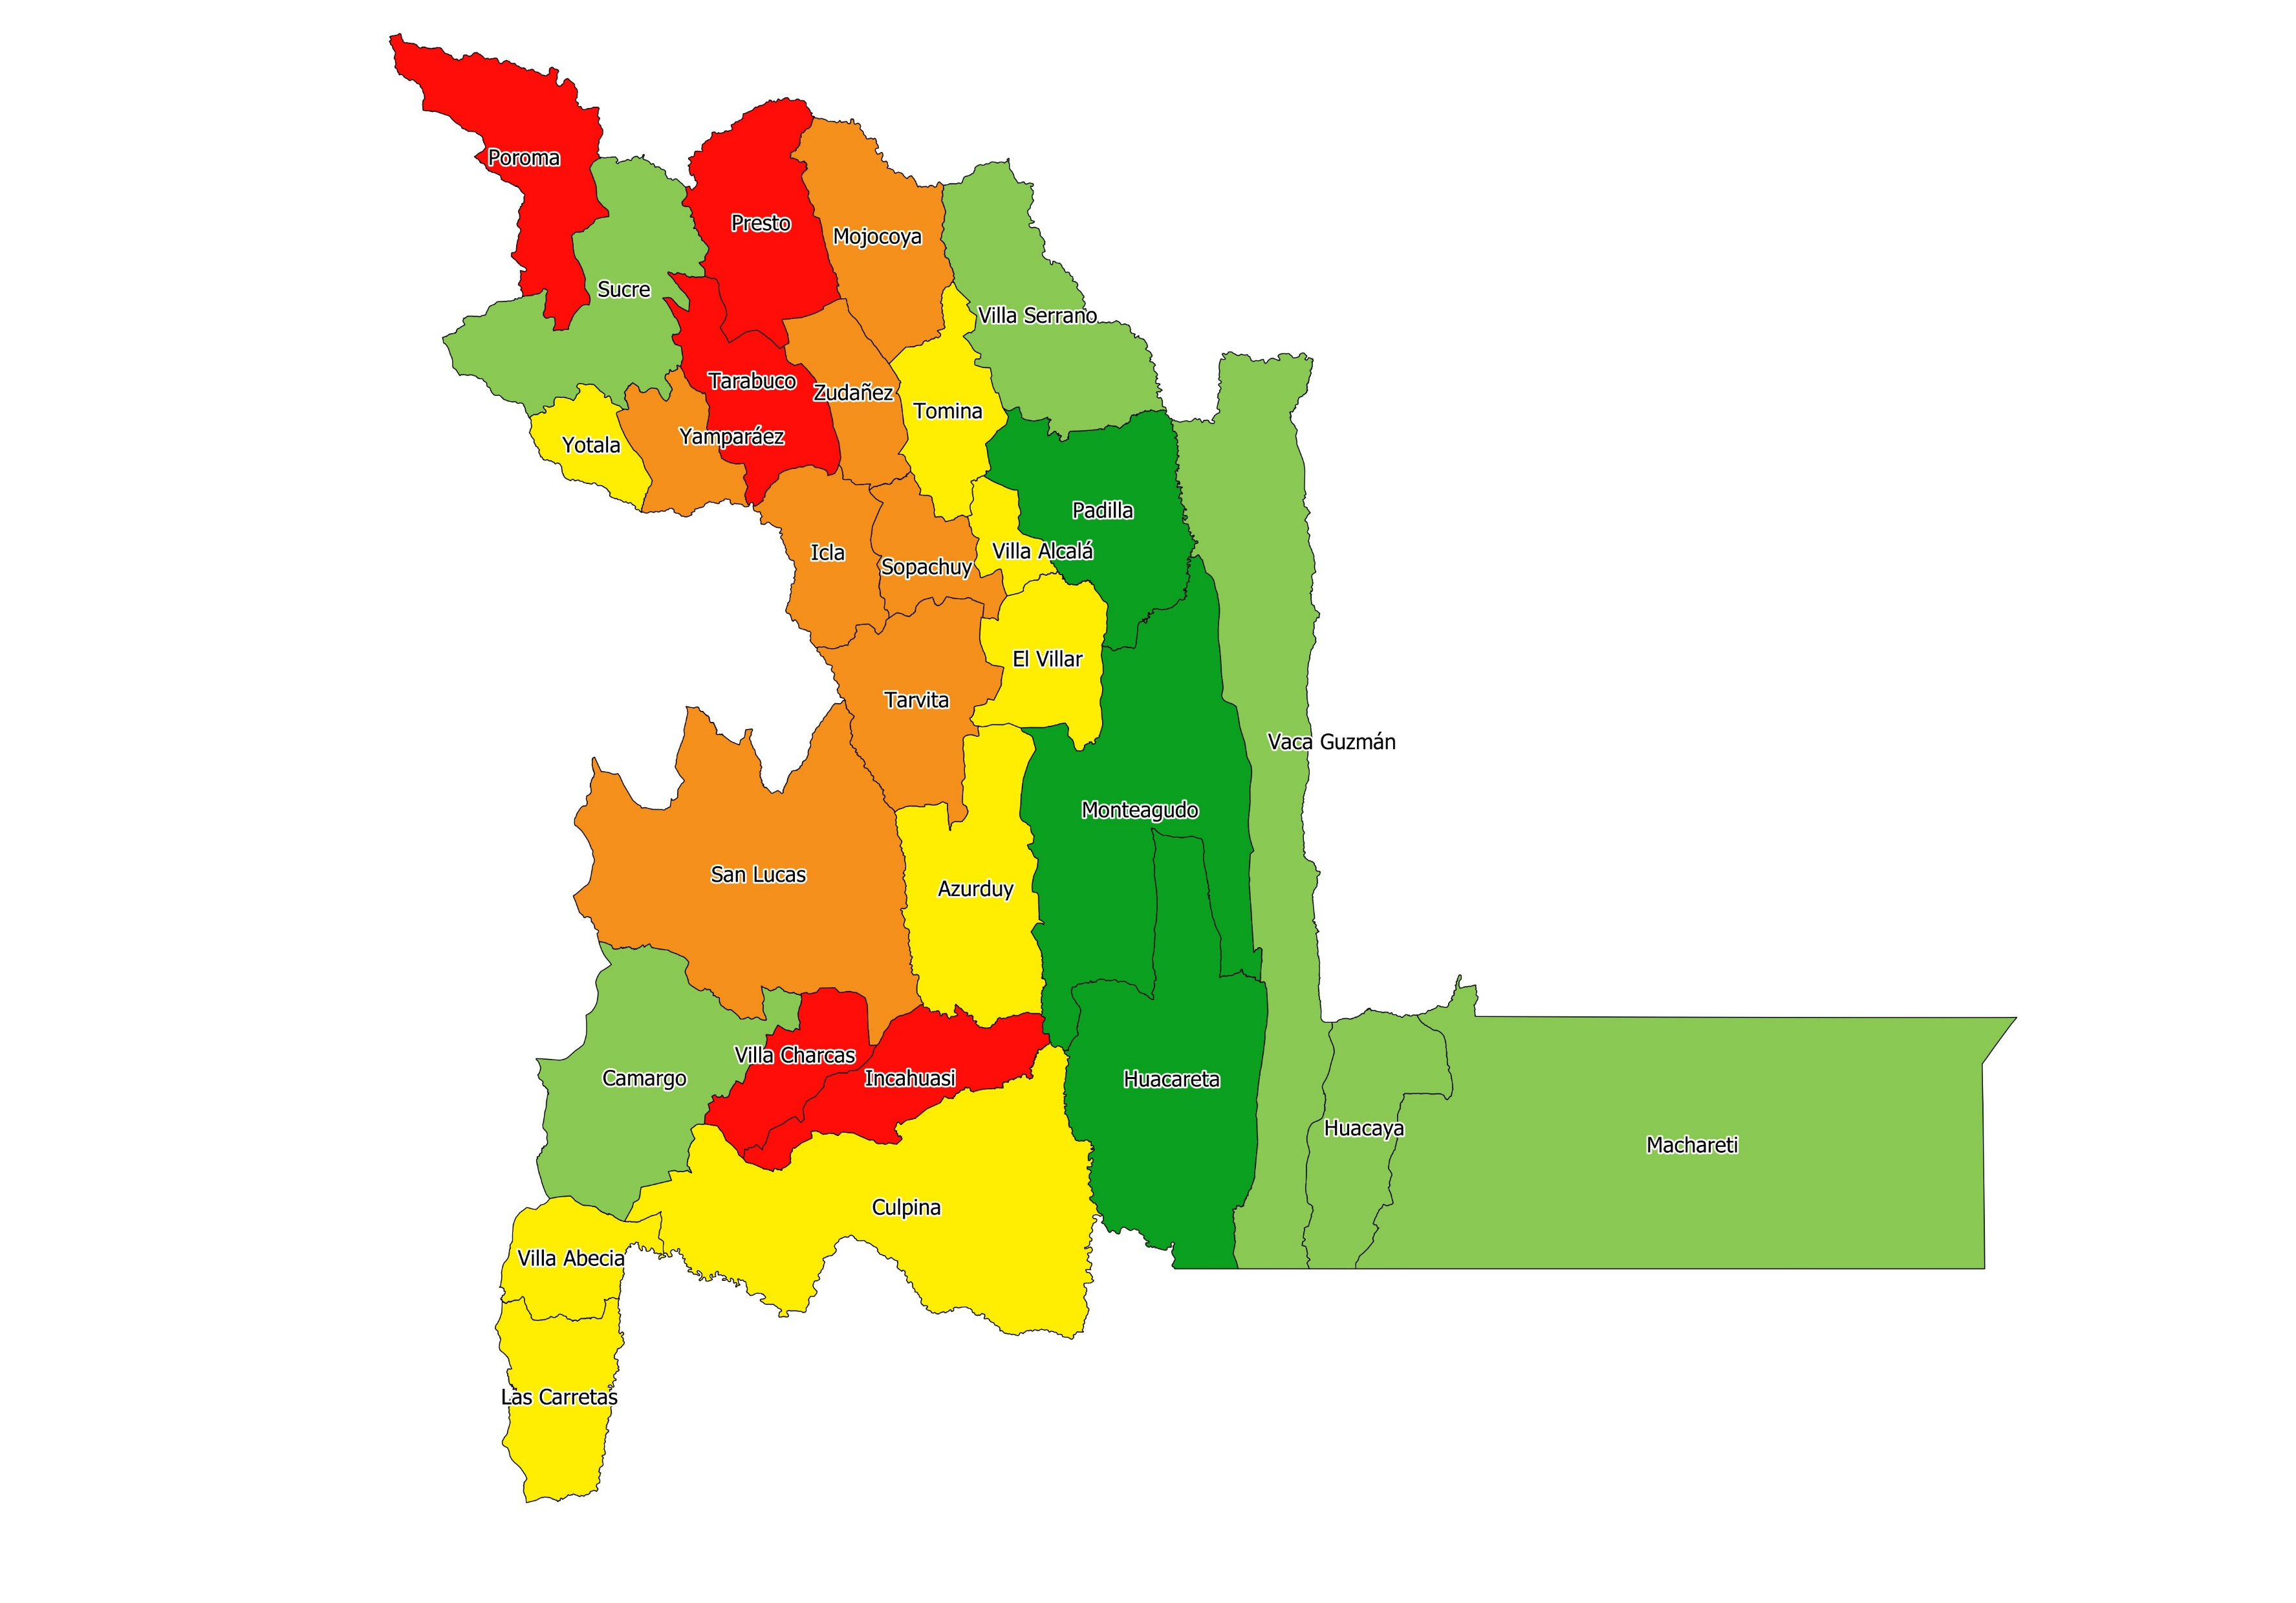 Poroma
Presto
Mojocoya
Sucre
Villa Serrano
Tarabuco
Zudañez
Tomina
Yamparáez
Yotala
Padilla
Icla
Villa Alcalá
Sopachuy
El Villar
Tarvita
Vaca Guzmán
Monteagudo
San Lucas
Azurduy
Villa Charcas
Camargo
Incahuasi
Huacareta
Huacaya
Machareti
Culpina
Villa Abecia
Las Carretas